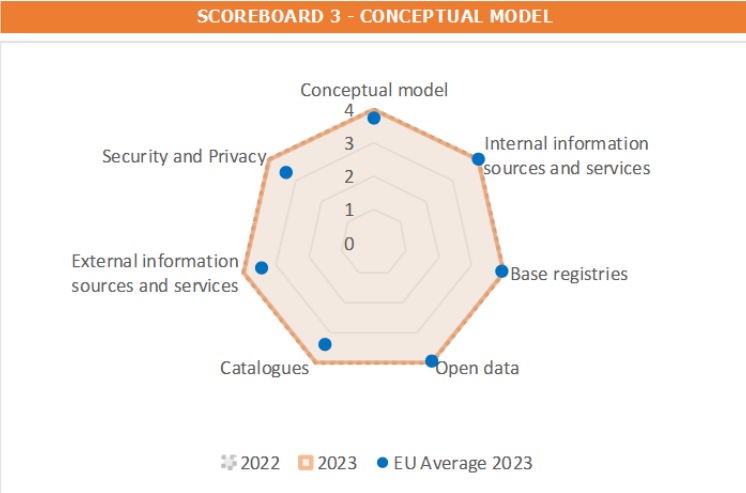 SCOREBOARD 3 - CONCEPTUAL MODEL
Conceptual model
4
3
2
1
0
Internal information
sources and services
Security and Privacy
External information
sources and services
Base registries
Catalogues
Open data
2022
2023
EU Average 2023